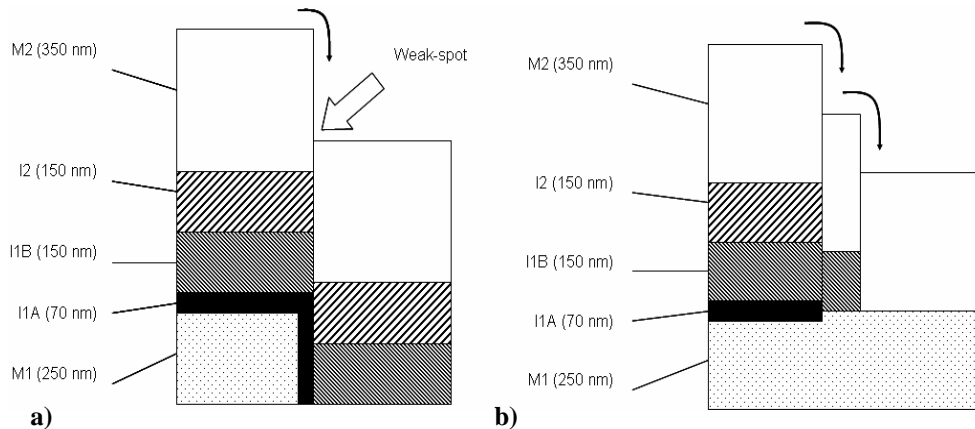 M2 (350 nm)
Weak-spot
I2 (150 nm)
I1B (150 nm)
I1A (70 nm)
M1 (250 nm)
a)
M2 (350 nm)
I2 (150 nm)
I1B (150 nm)
I1A (70 nm)
M1 (250 nm)
b)